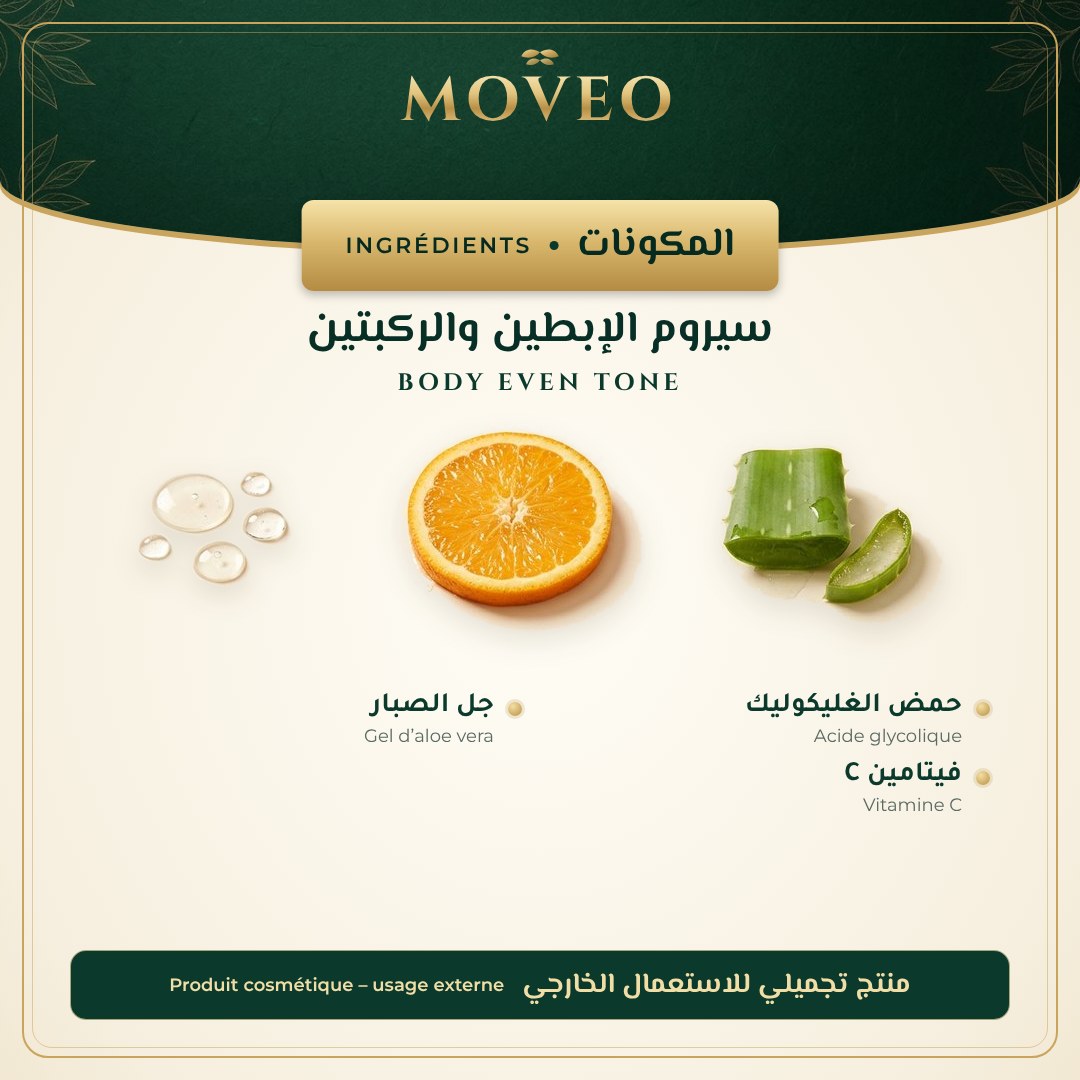 MOVEO
المكونات • INGRÉDIENTS
سيروم الإبطين والركبتين
BODY EVEN TONE
حمض الغليكوليك
Acide glycolique
فيتامين C
Vitamine C
جل الصبار
Gel d’aloe vera
منتج تجميلي للاستعمال الخارجي Produit cosmétique – usage externe